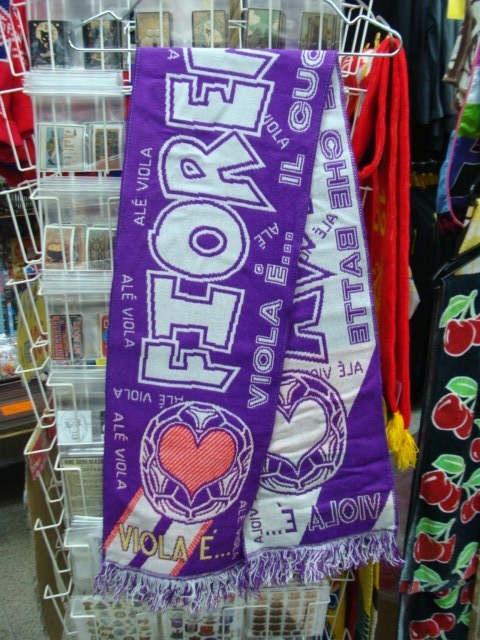 FIORE
ALÉ VIOLA
ALÉ VIOLA
ALÉ VIOLA
ALÉ VIOLA
VIOLA
ALÉ
VIOLA È... IL CUO
CHE BATTE
VIOLA É...
VIOLA É...